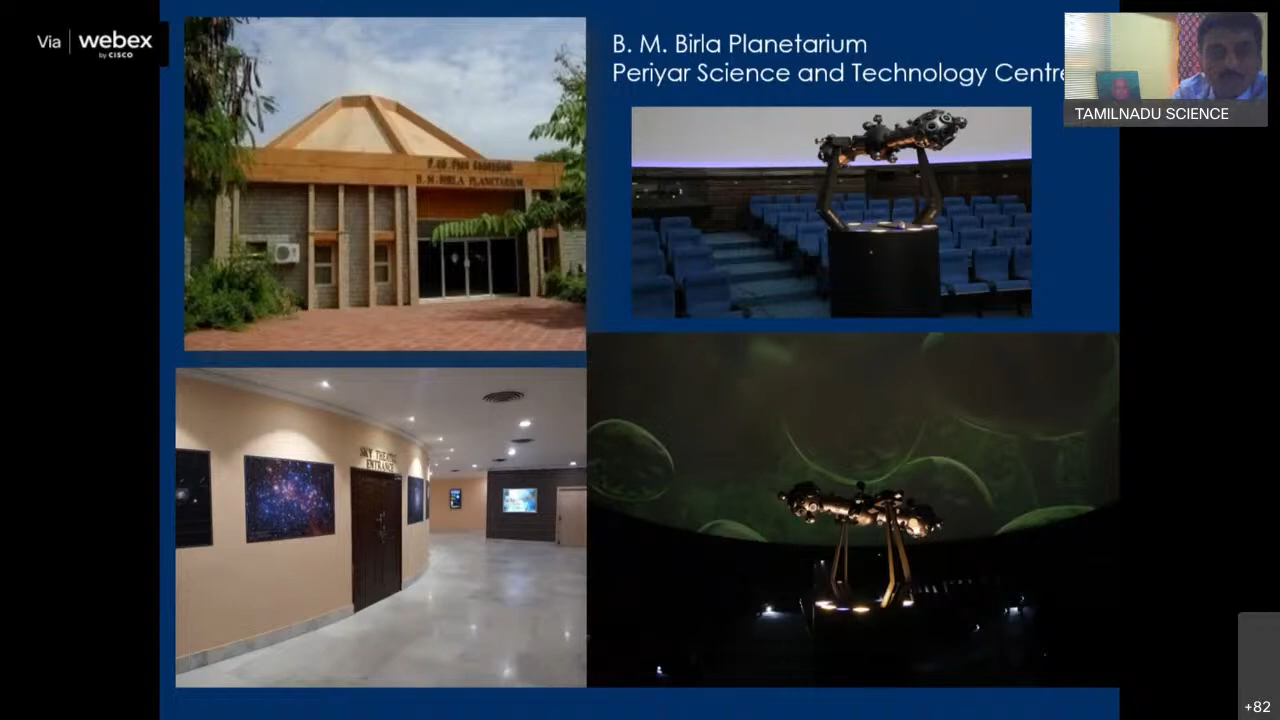 Via webex
by CISCO
B. M. Birla Planetarium
Periyar Science and Technology Centre
TAMILNADU SCIENCE
B.M.BIRLA PLANETARIUM
SKY THEATRE
ENTRANCE
+82